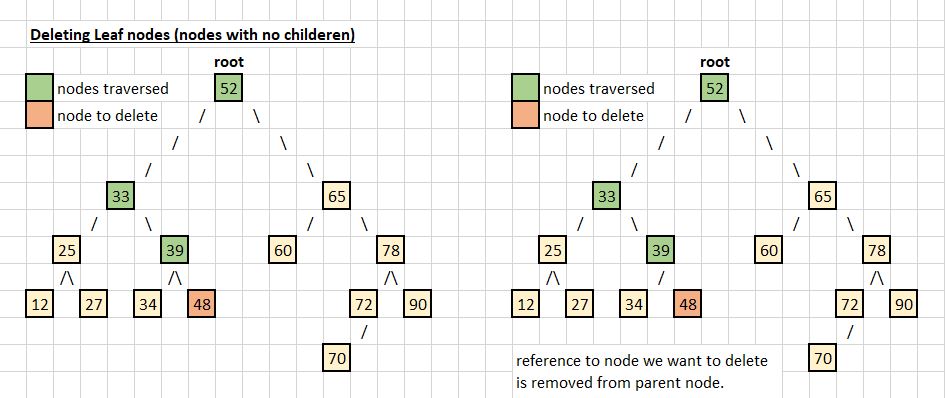 Deleting Leaf nodes (nodes with no childeren)
root root
nodes traversed 52 nodes traversed 52
node to delete / \ node to delete / \
/ \ / \
/ \ / \
33 65 33 65
/ \ / \ / \ / \
25 39 60 78 25 39 60 78
/\ /\ /\ /\ / /\
12 27 34 48 72 90 12 27 34 48 72 90
/ /
70 70
reference to node we want to delete
is removed from parent node.